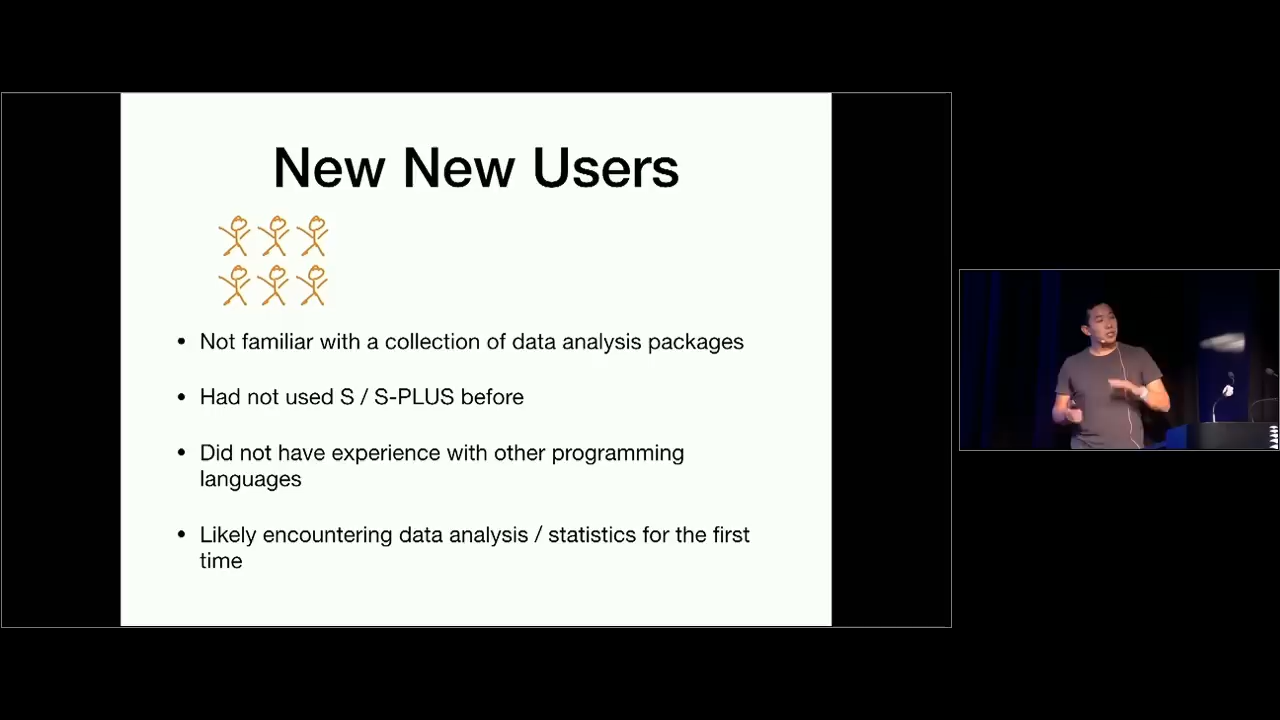 New New Users
• Not familiar with a collection of data analysis packages
• Had not used S / S-PLUS before
• Did not have experience with other programming
languages
• Likely encountering data analysis / statistics for the first
time